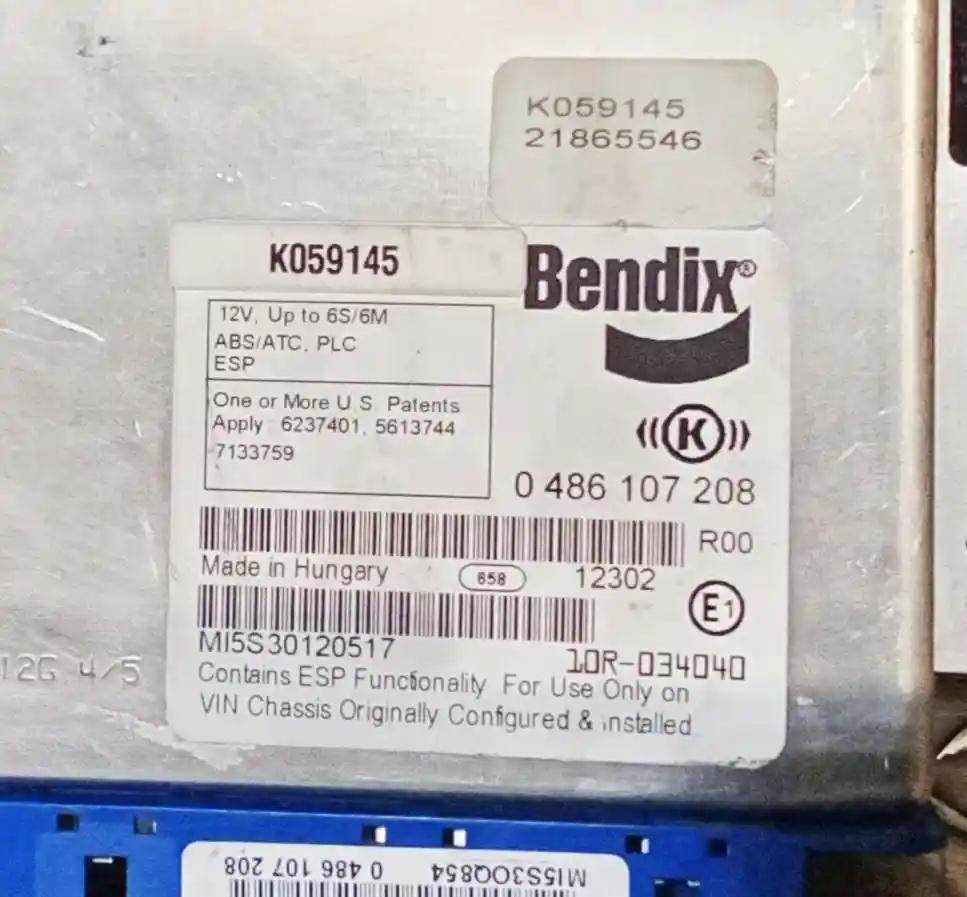 K059145
21865546
K059145
Bendix®
12V, Up to 6S/6M
ABS/ATC, PLC
ESP
One or More U.S. Patents
Apply : 6237401, 5613744
7133759
((K))
0 486 107 208
R00
Made in Hungary 658 12302
E1
MI5S30120517
10R-034040
Contains ESP Functionality For Use Only on
VIN Chassis Originally Configured & installed
12G 4/5
MI5S30Q854 0 486 107 208